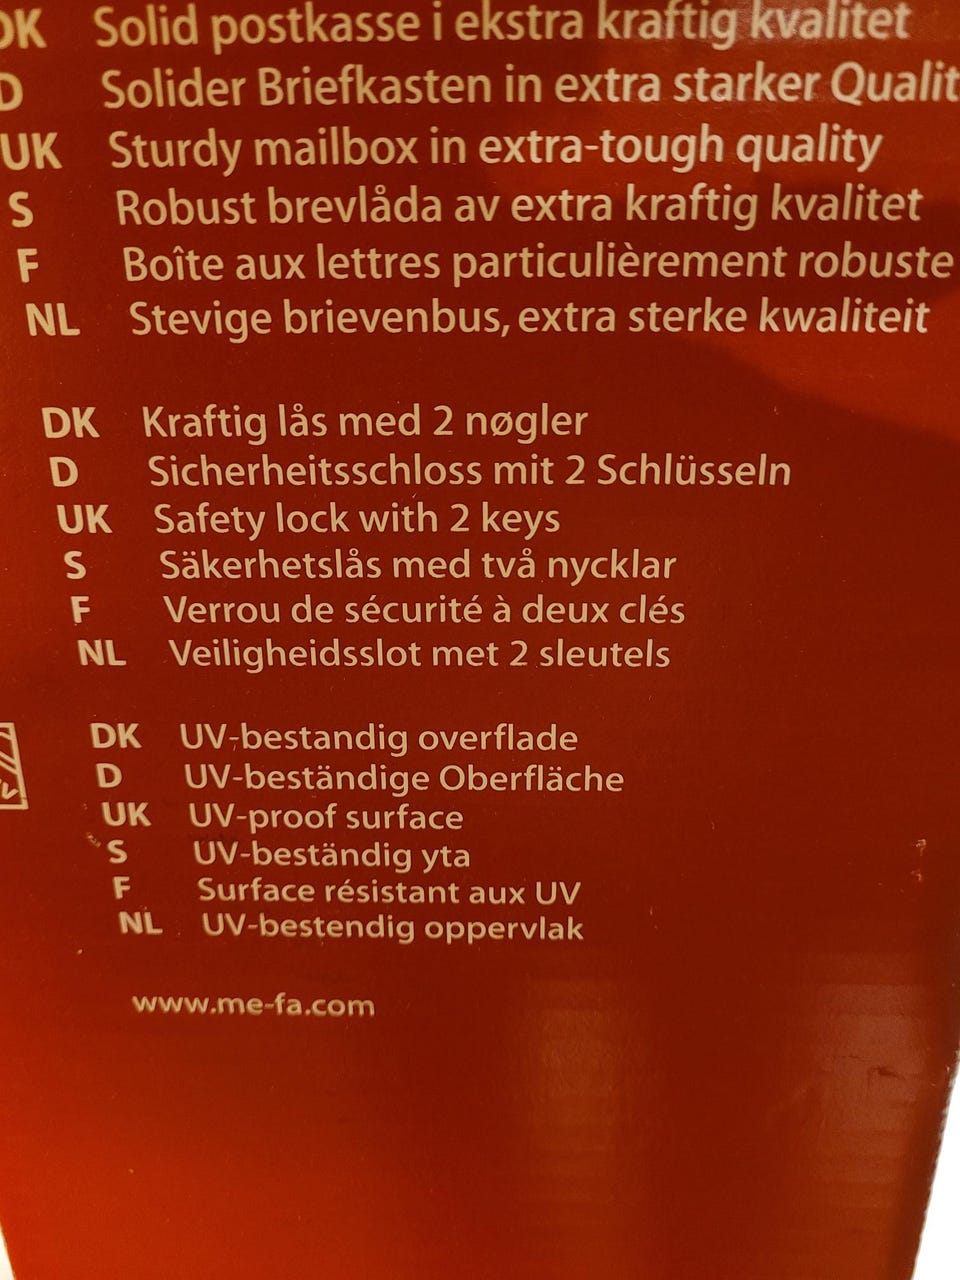 DK Solid postkasse i ekstra kraftig kvalitet
D Solider Briefkasten in extra starker Qualit
UK Sturdy mailbox in extra-tough quality
S Robust brevlåda av extra kraftig kvalitet
F Boîte aux lettres particulièrement robuste
NL Stevige brievenbus, extra sterke kwaliteit
DK Kraftig lås med 2 nøgler
D Sicherheitsschloss mit 2 Schlüsseln
UK Safety lock with 2 keys
S Säkerhetslås med två nycklar
F Verrou de sécurité à deux clés
NL Veiligheidsslot met 2 sleutels
DK UV-bestandig overflade
D UV-beständige Oberfläche
UK UV-proof surface
S UV-beständig yta
F Surface résistant aux UV
NL UV-bestendig oppervlak
www.me-fa.com